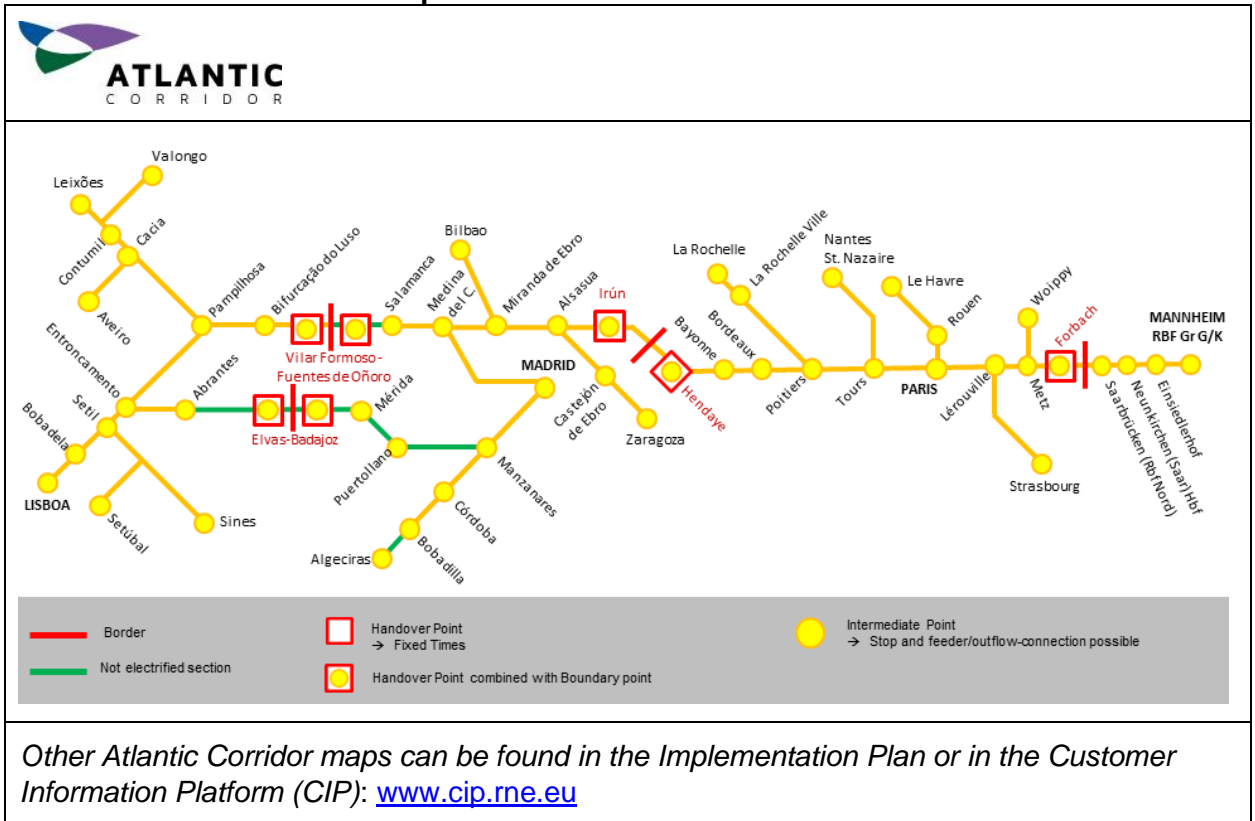 ATLANTIC
CORRIDOR
Valongo
Leixões
Contumil
Cacia
Aveiro
Pampilhosa
Bifurcação do Luso
Vilar Formoso-
Fuentes de Oñoro
Salamanca
Medina
del C.
Bilbao
Miranda de Ebro
Alsasua
Irún
Hendaye
Bayonne
Bordeaux
La Rochelle
La Rochelle Ville
Poitiers
Nantes
St. Nazaire
Tours
Le Havre
Rouen
PARIS
Lérouville
Woippy
Metz
Forbach
MANNHEIM
RBF Gr G/K
Saarbrücken (Rbf Nord)
Neunkirchen (Saar) Hbf
Einsiedlerhof
Strasbourg
Entroncamento
Abrantes
Elvas-Badajoz
Mérida
Puertollano
Manzanares
MADRID
Castejón
de Ebro
Zaragoza
Setil
Bobadela
LISBOA
Setúbal
Sines
Córdoba
Bobadilla
Algeciras
Border
Not electrified section
Handover Point
→ Fixed Times
Handover Point combined with Boundary point
Intermediate Point
→ Stop and feeder/outflow-connection possible
Other Atlantic Corridor maps can be found in the Implementation Plan or in the Customer
Information Platform (CIP): www.cip.rne.eu